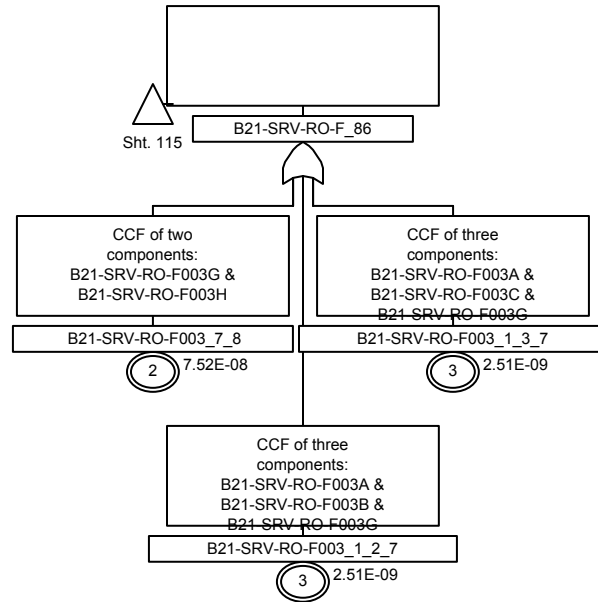 Sht. 115
B21-SRV-RO-F_86
CCF of two
components:
B21-SRV-RO-F003G &
B21-SRV-RO-F003H
B21-SRV-RO-F003_7_8
2
7.52E-08
CCF of three
components:
B21-SRV-RO-F003A &
B21-SRV-RO-F003C &
B21-SRV-RO-F003G
B21-SRV-RO-F003_1_3_7
3
2.51E-09
CCF of three
components:
B21-SRV-RO-F003A &
B21-SRV-RO-F003B &
B21-SRV-RO-F003G
B21-SRV-RO-F003_1_2_7
3
2.51E-09